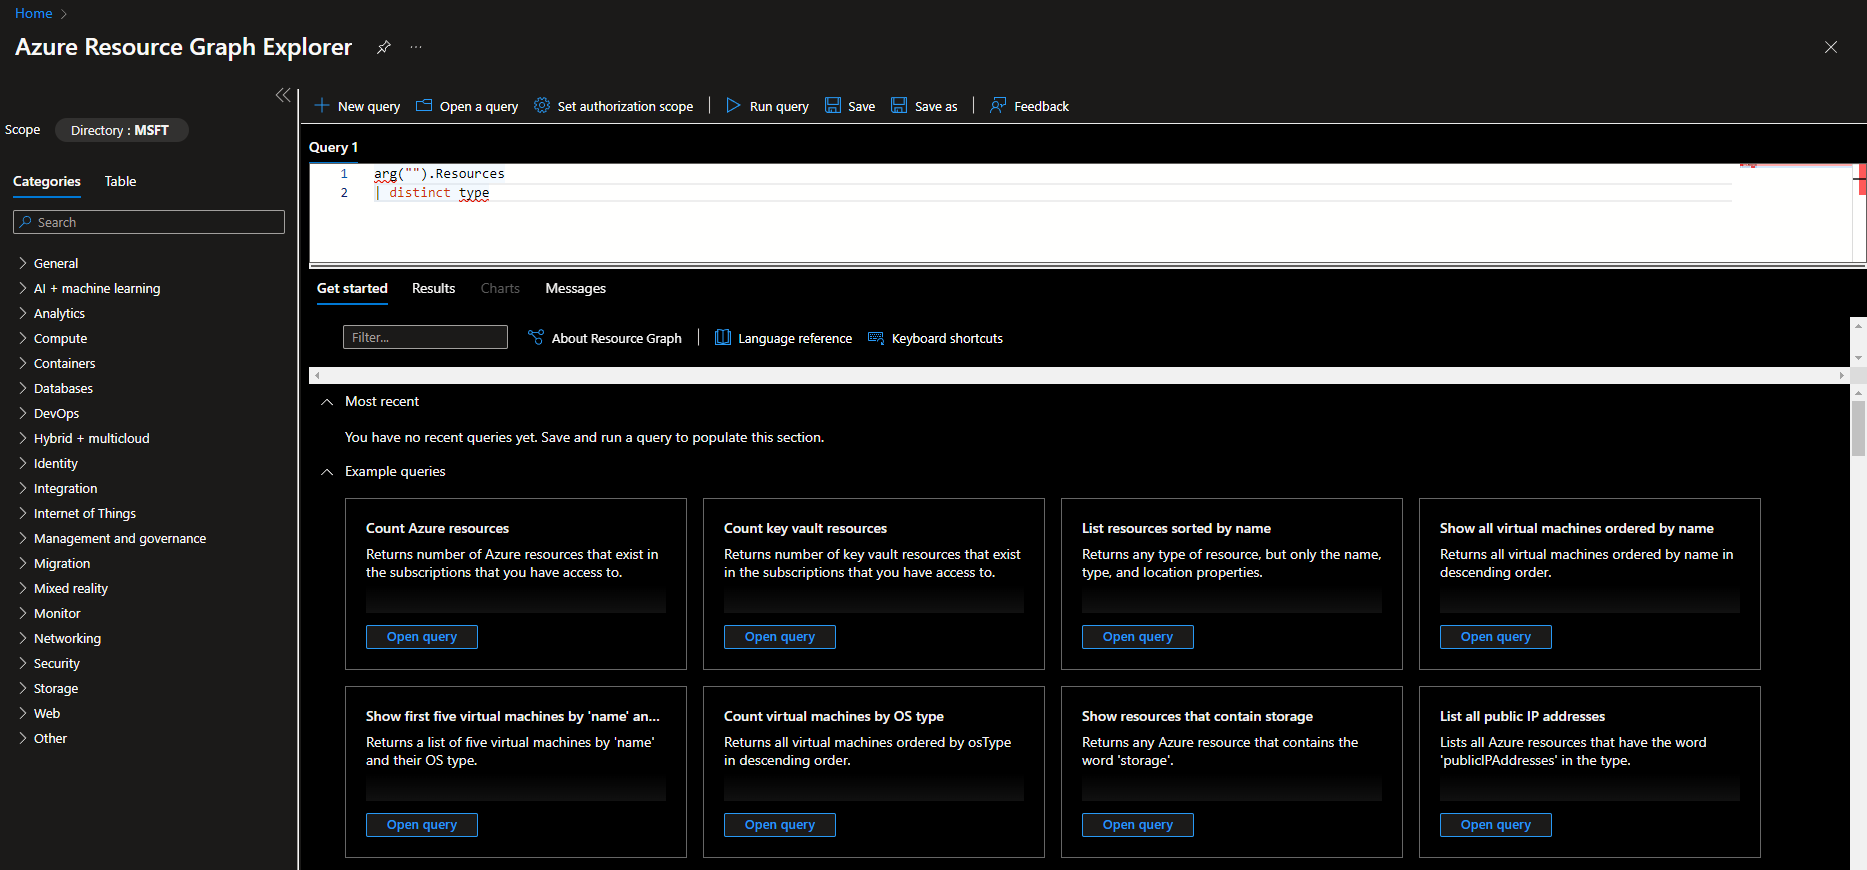 Home
Azure Resource Graph Explorer
New query
Open a query
Set authorization scope
Run query
Save
Save as
Feedback
Scope
Directory : MSFT
Categories
Table
Search
General
AI + machine learning
Analytics
Compute
Containers
Databases
DevOps
Hybrid + multicloud
Identity
Integration
Internet of Things
Management and governance
Migration
Mixed reality
Monitor
Networking
Security
Storage
Web
Other
Query 1
1 arg("").Resources
2 | distinct type
Get started
Results
Charts
Messages
Filter...
About Resource Graph
Language reference
Keyboard shortcuts
Most recent
You have no recent queries yet. Save and run a query to populate this section.
Example queries
Count Azure resources
Returns number of Azure resources that exist in
the subscriptions that you have access to.
Open query
Count key vault resources
Returns number of key vault resources that exist
in the subscriptions that you have access to.
Open query
List resources sorted by name
Returns any type of resource, but only the name,
type, and location properties.
Open query
Show all virtual machines ordered by name
Returns all virtual machines ordered by name in
descending order.
Open query
Show first five virtual machines by 'name' an...
Returns a list of five virtual machines by 'name'
and their OS type.
Open query
Count virtual machines by OS type
Returns all virtual machines ordered by osType
in descending order.
Open query
Show resources that contain storage
Returns any Azure resource that contains the
word 'storage'.
Open query
List all public IP addresses
Lists all Azure resources that have the word
'publicIPAddresses' in the type.
Open query